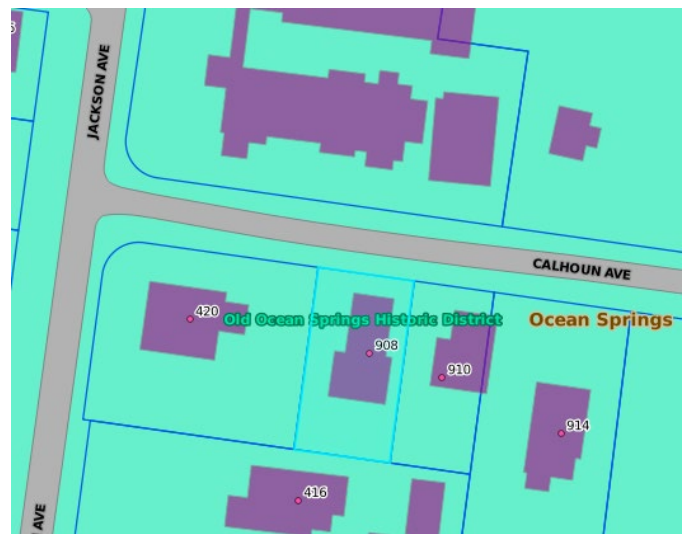 JACKSON AVE
CALHOUN AVE
420
Old Ocean Springs Historic District
Ocean Springs
908
910
914
416
AVE